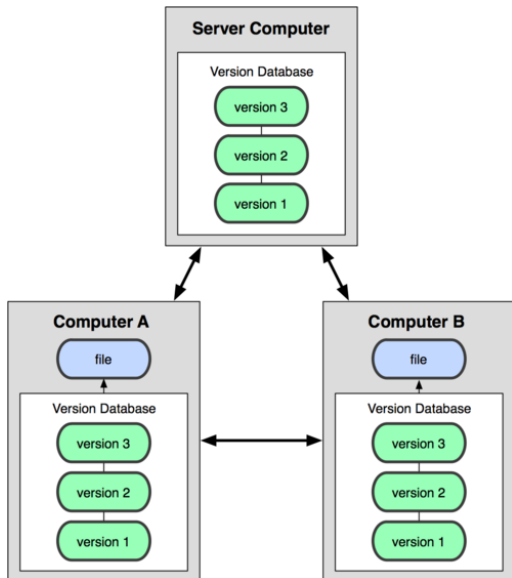 Server Computer
Version Database
version 3
version 2
version 1
Computer A
file
Version Database
version 3
version 2
version 1
Computer B
file
Version Database
version 3
version 2
version 1